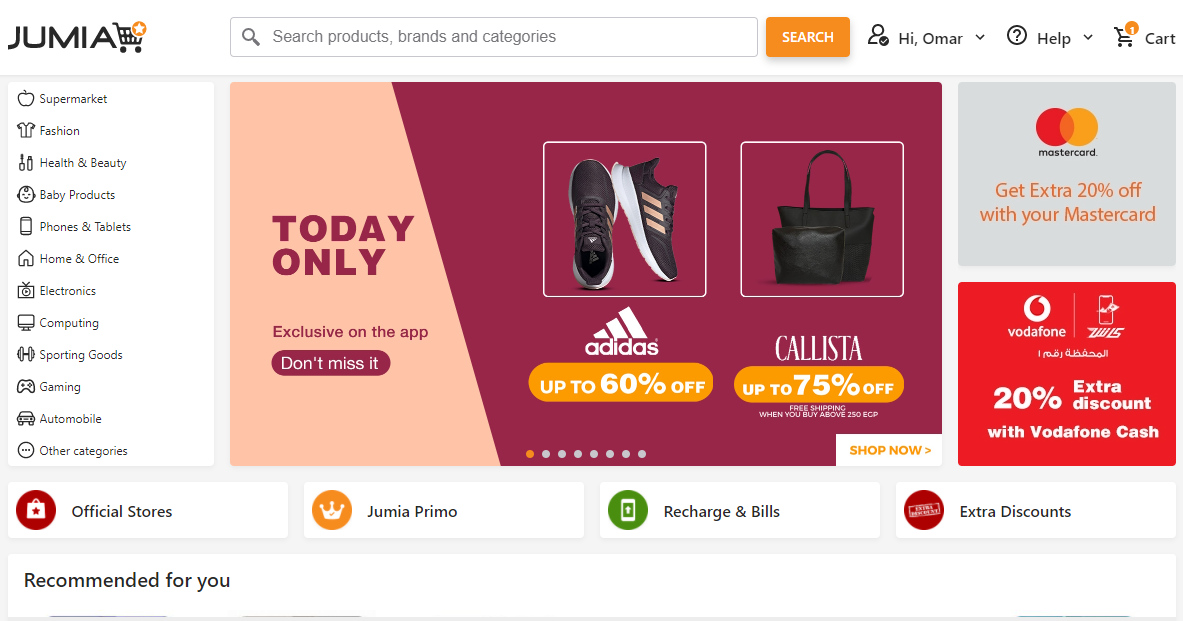 JUMIA
Search products, brands and categories
SEARCH
Hi, Omar
Help
1
Cart
Supermarket
Fashion
Health & Beauty
Baby Products
Phones & Tablets
Home & Office
Electronics
Computing
Sporting Goods
Gaming
Automobile
Other categories
TODAY
ONLY
Exclusive on the app
Don't miss it
adidas
UP TO 60% OFF
CALLISTA
UP TO 75% OFF
FREE SHIPPING
WHEN YOU BUY ABOVE 250 EGP
SHOP NOW >
mastercard.
Get Extra 20% off
with your Mastercard
vodafone
المحفظة رقم ١
20% Extra
discount
with Vodafone Cash
Official Stores
Jumia Primo
Recharge & Bills
EXTRA
DISCOUNT
Extra Discounts
Recommended for you